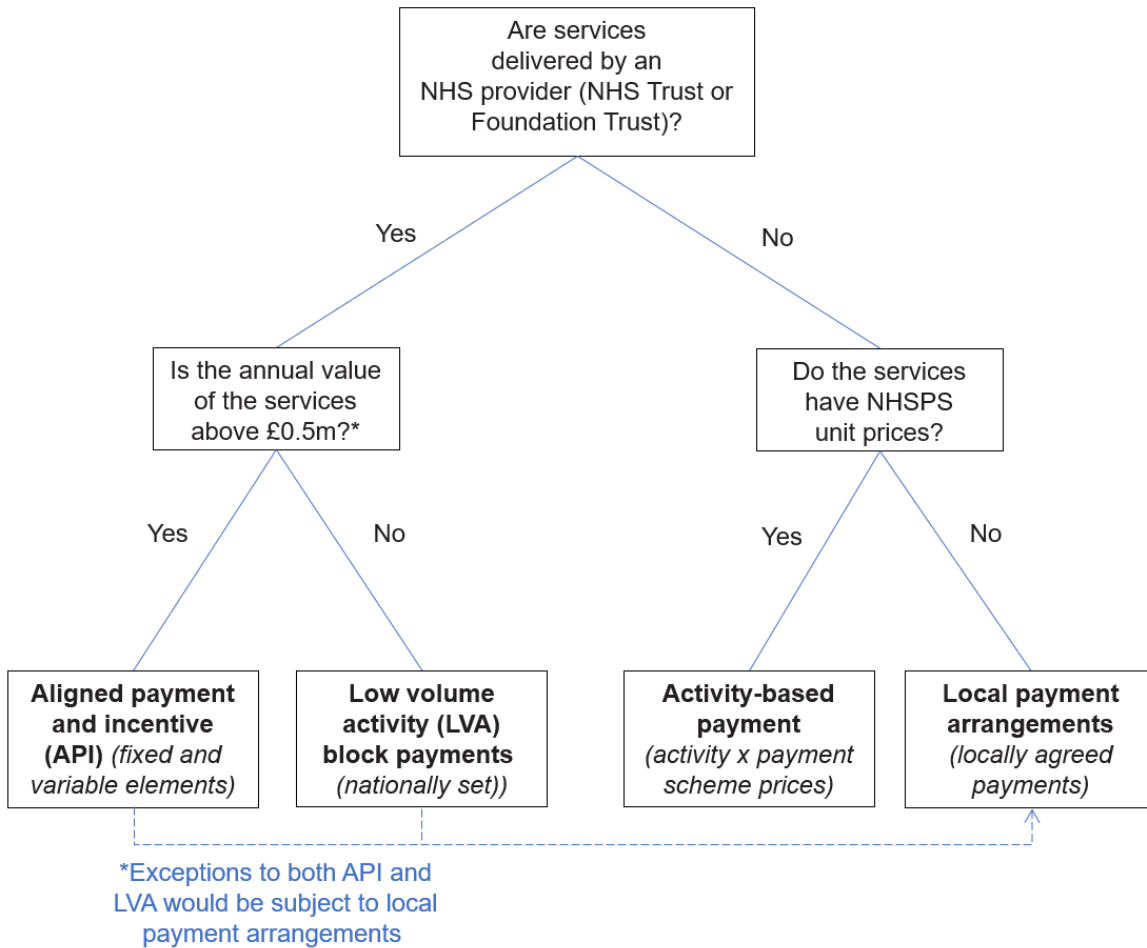 Are services
delivered by an
NHS provider (NHS Trust or
Foundation Trust)?
Yes
No
Is the annual value
of the services
above £0.5m?*
Do the services
have NHSPS
unit prices?
Yes
No
Yes
No
Aligned payment
and incentive
(API) (fixed and
variable elements)
Low volume
activity (LVA)
block payments
(nationally set))
Activity-based
payment
(activity x payment
scheme prices)
Local payment
arrangements
(locally agreed
payments)
*Exceptions to both API and
LVA would be subject to local
payment arrangements